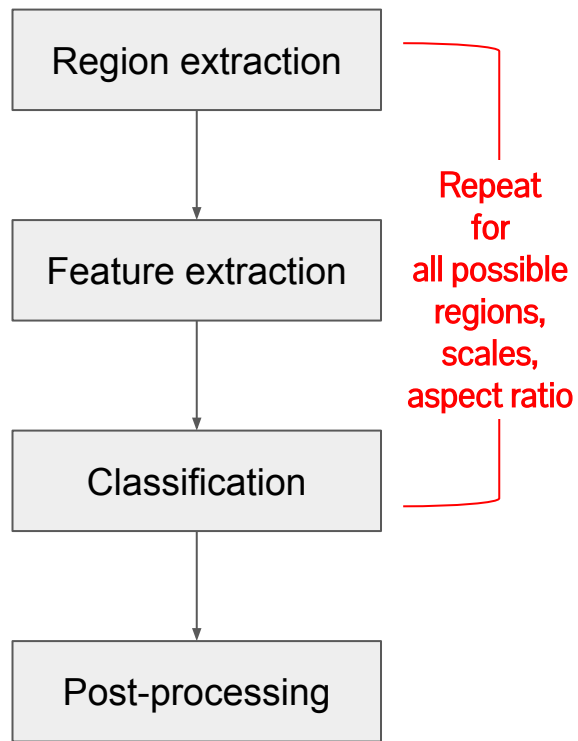 Region extraction
Feature extraction
Classification
Post-processing
Repeat
for
all possible
regions,
scales,
aspect ratio